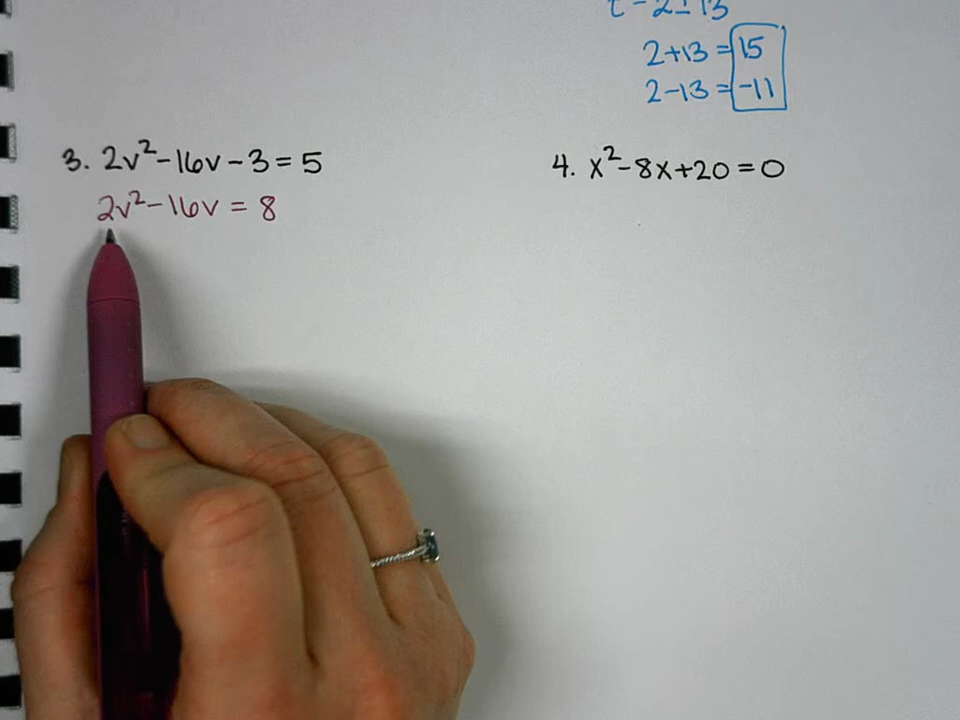 2+13=15
2-13=-11
3. 2v²-16v-3=5
2v²-16v=8
4. x²-8x+20=0